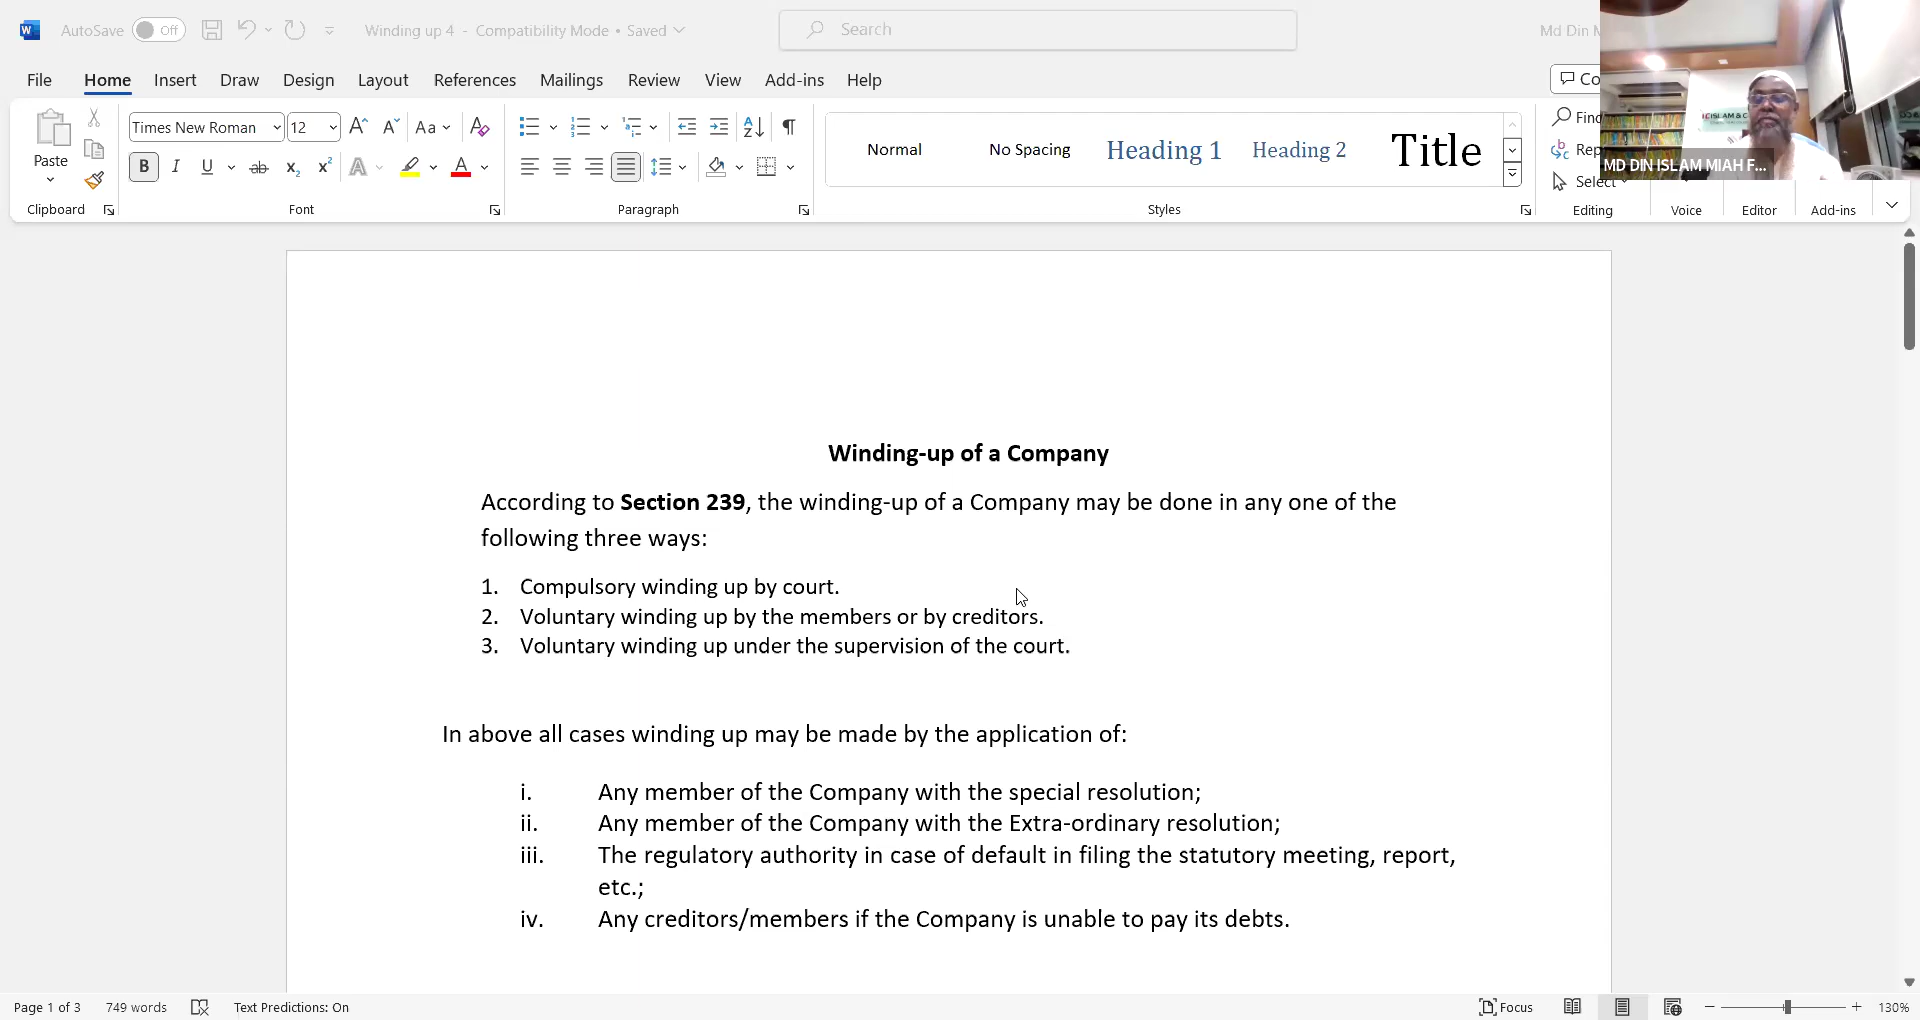 AutoSave Off Winding up 4 - Compatibility Mode • Saved Search Md Din M
File Home Insert Draw Design Layout References Mailings Review View Add-ins Help Co
Times New Roman 12 Aa Find
Paste B I U ab x₂ x² A A A Normal No Spacing Heading 1 Heading 2 Title Rep
Select
Clipboard Font Paragraph Styles Editing Voice Editor Add-ins
ISLAM & C
MD DIN ISLAM MIAH F...
Winding-up of a Company
According to Section 239, the winding-up of a Company may be done in any one of the
following three ways:
1. Compulsory winding up by court.
2. Voluntary winding up by the members or by creditors.
3. Voluntary winding up under the supervision of the court.
In above all cases winding up may be made by the application of:
i. Any member of the Company with the special resolution;
ii. Any member of the Company with the Extra-ordinary resolution;
iii. The regulatory authority in case of default in filing the statutory meeting, report,
etc.;
iv. Any creditors/members if the Company is unable to pay its debts.
Page 1 of 3 749 words Text Predictions: On Focus 130%